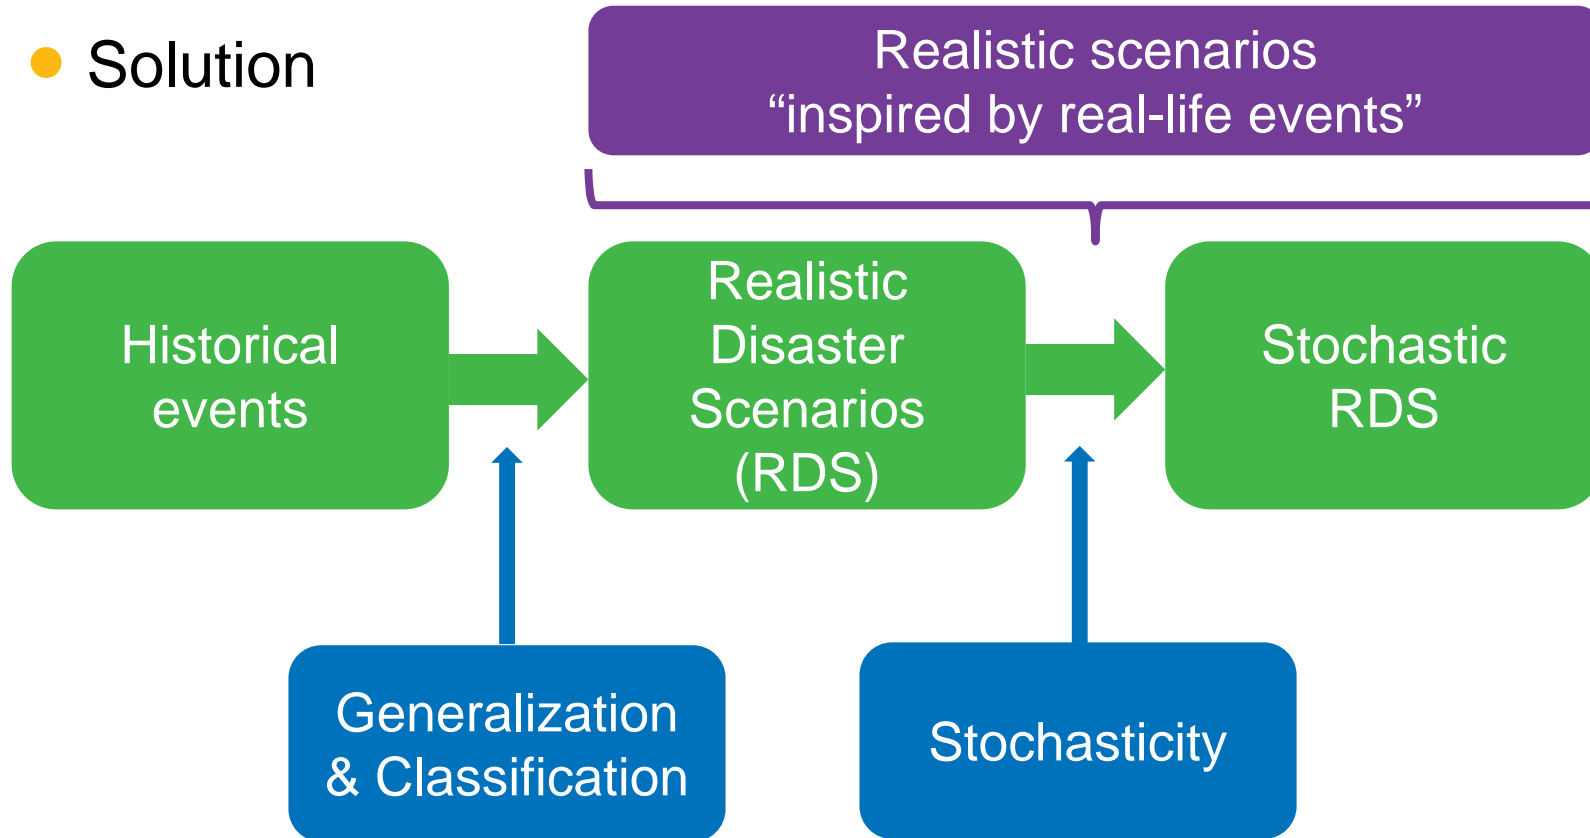 Solution
Realistic scenarios
“inspired by real-life events”
Historical
events
Realistic
Disaster
Scenarios
(RDS)
Stochastic
RDS
Generalization
& Classification
Stochasticity